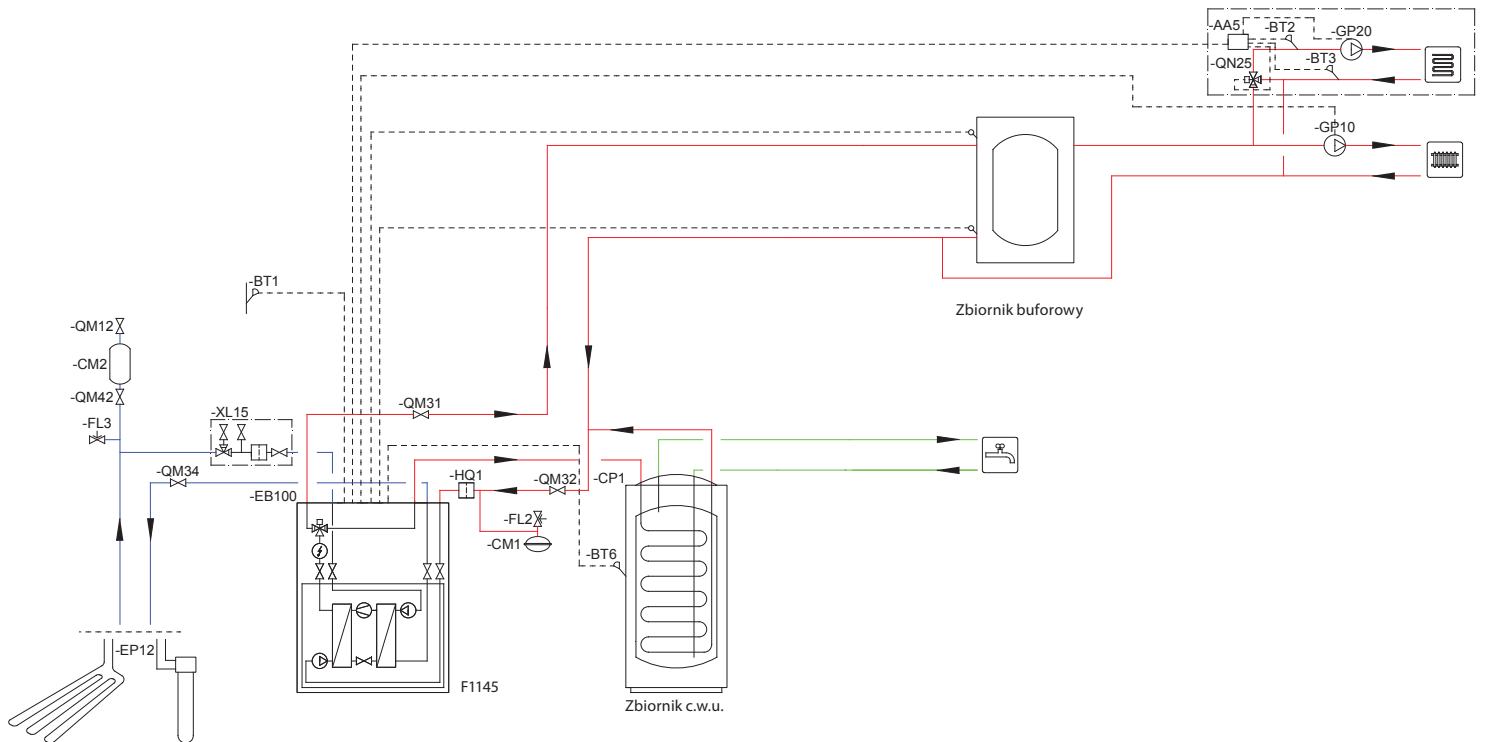 -AA5
-BT2
-GP20
-QN25
-BT3
-GP10
-BT1
Zbiornik buforowy
-QM12
-CM2
-QM42
-FL3
-XL15
-QM31
-QM34
-EB100
-HQ1
-QM32
-CP1
-FL2
-CM1
-BT6
-EP12
F1145
Zbiornik c.w.u.